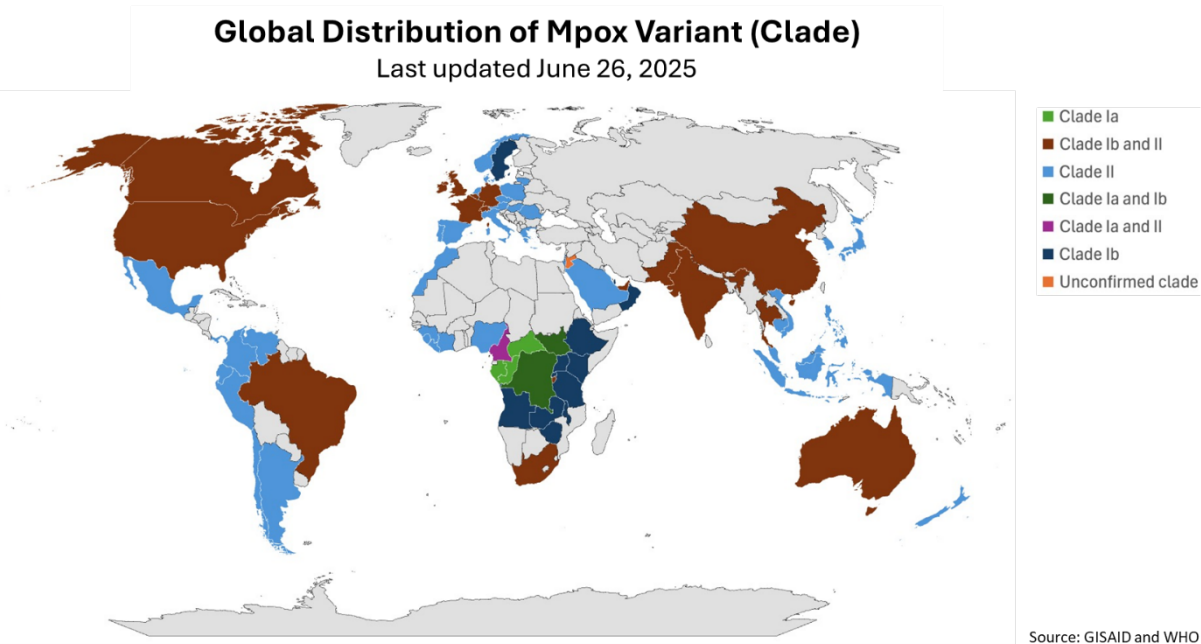 Global Distribution of Mpox Variant (Clade)
Last updated June 26, 2025
Clade Ia
Clade Ib and II
Clade II
Clade Ia and Ib
Clade Ia and II
Clade Ib
Unconfirmed clade
Source: GISAID and WHO